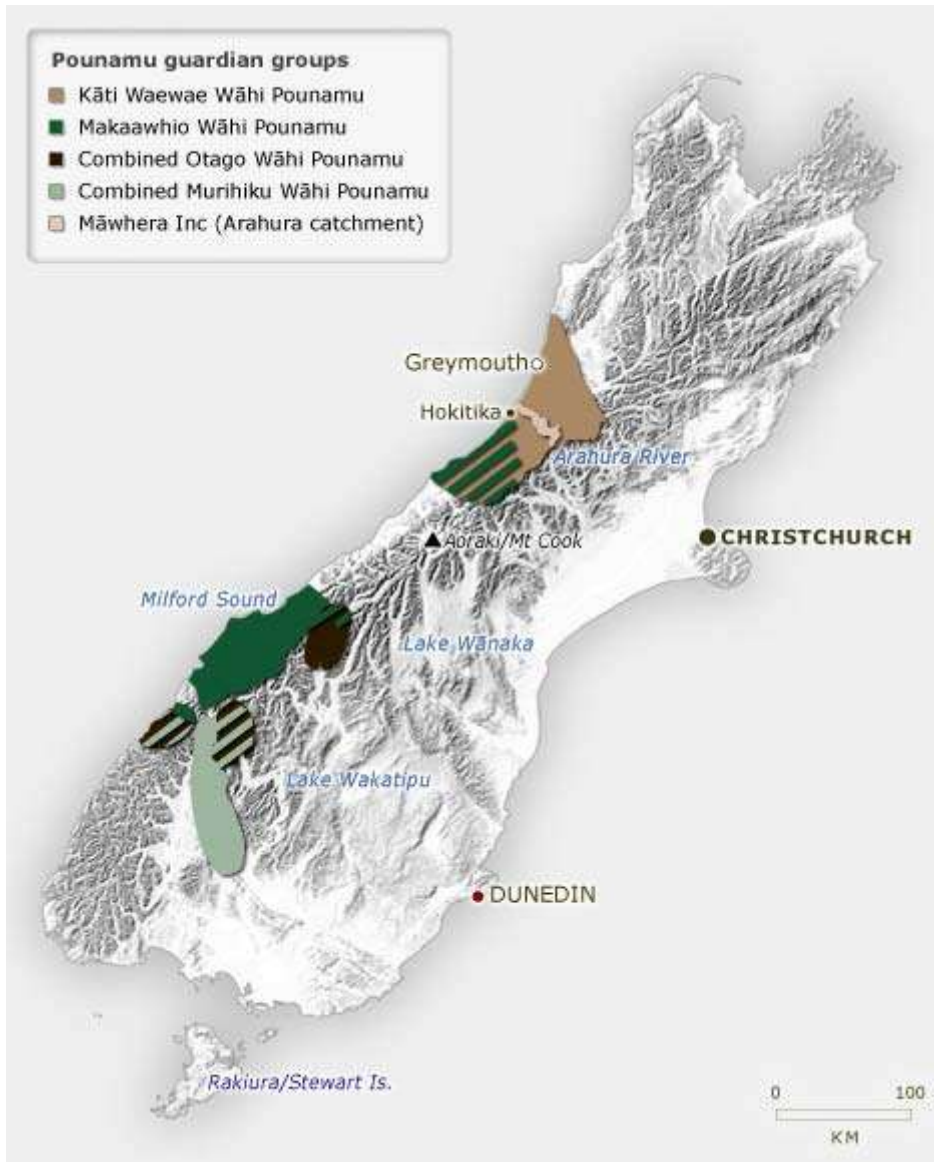 Pounamu guardian groups
Kāti Waewae Wāhi Pounamu
Makaawhio Wāhi Pounamu
Combined Otago Wāhi Pounamu
Combined Murihiku Wāhi Pounamu
Māwhera Inc (Arahura catchment)
Greymouth
Hokitika
Arahura River
CHRISTCHURCH
Aoraki/Mt Cook
Milford Sound
Lake Wānaka
Lake Wakatipu
DUNEDIN
Rakiura/Stewart Is.
0 100
KM